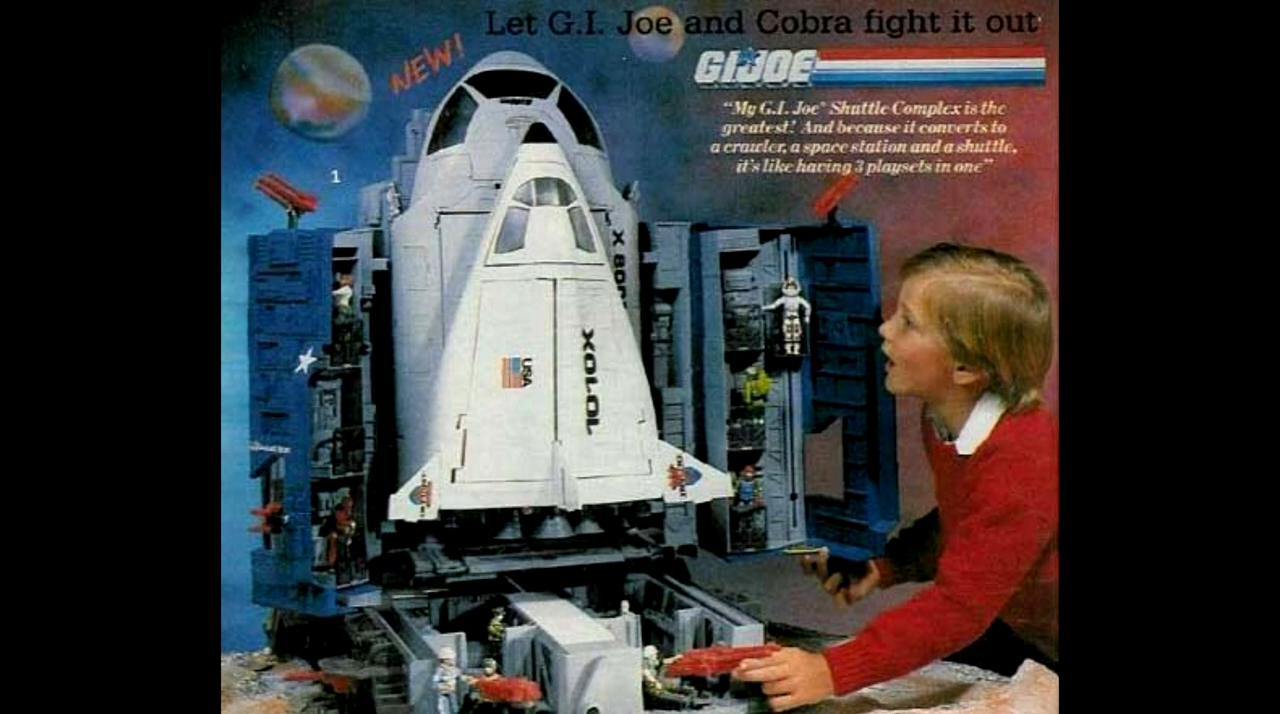 Let G.I. Joe and Cobra fight it out
NEW!
GI JOE
"My G.I. Joe® Shuttle Complex is the
greatest! And because it converts to
a crawler, a space station and a shuttle,
it's like having 3 playsets in one"
1
USA
XOLOL